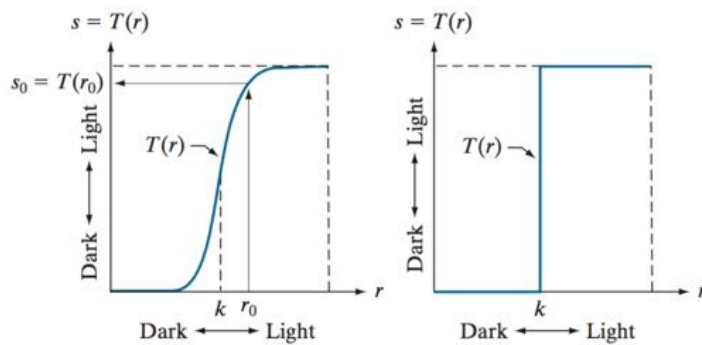 s = T(r)
s₀ = T(r₀)
T(r)
Dark ⟷ Light
k
r₀
r
Dark ⟷ Light
s = T(r)
T(r)
Dark ⟷ Light
k
r
Dark ⟷ Light